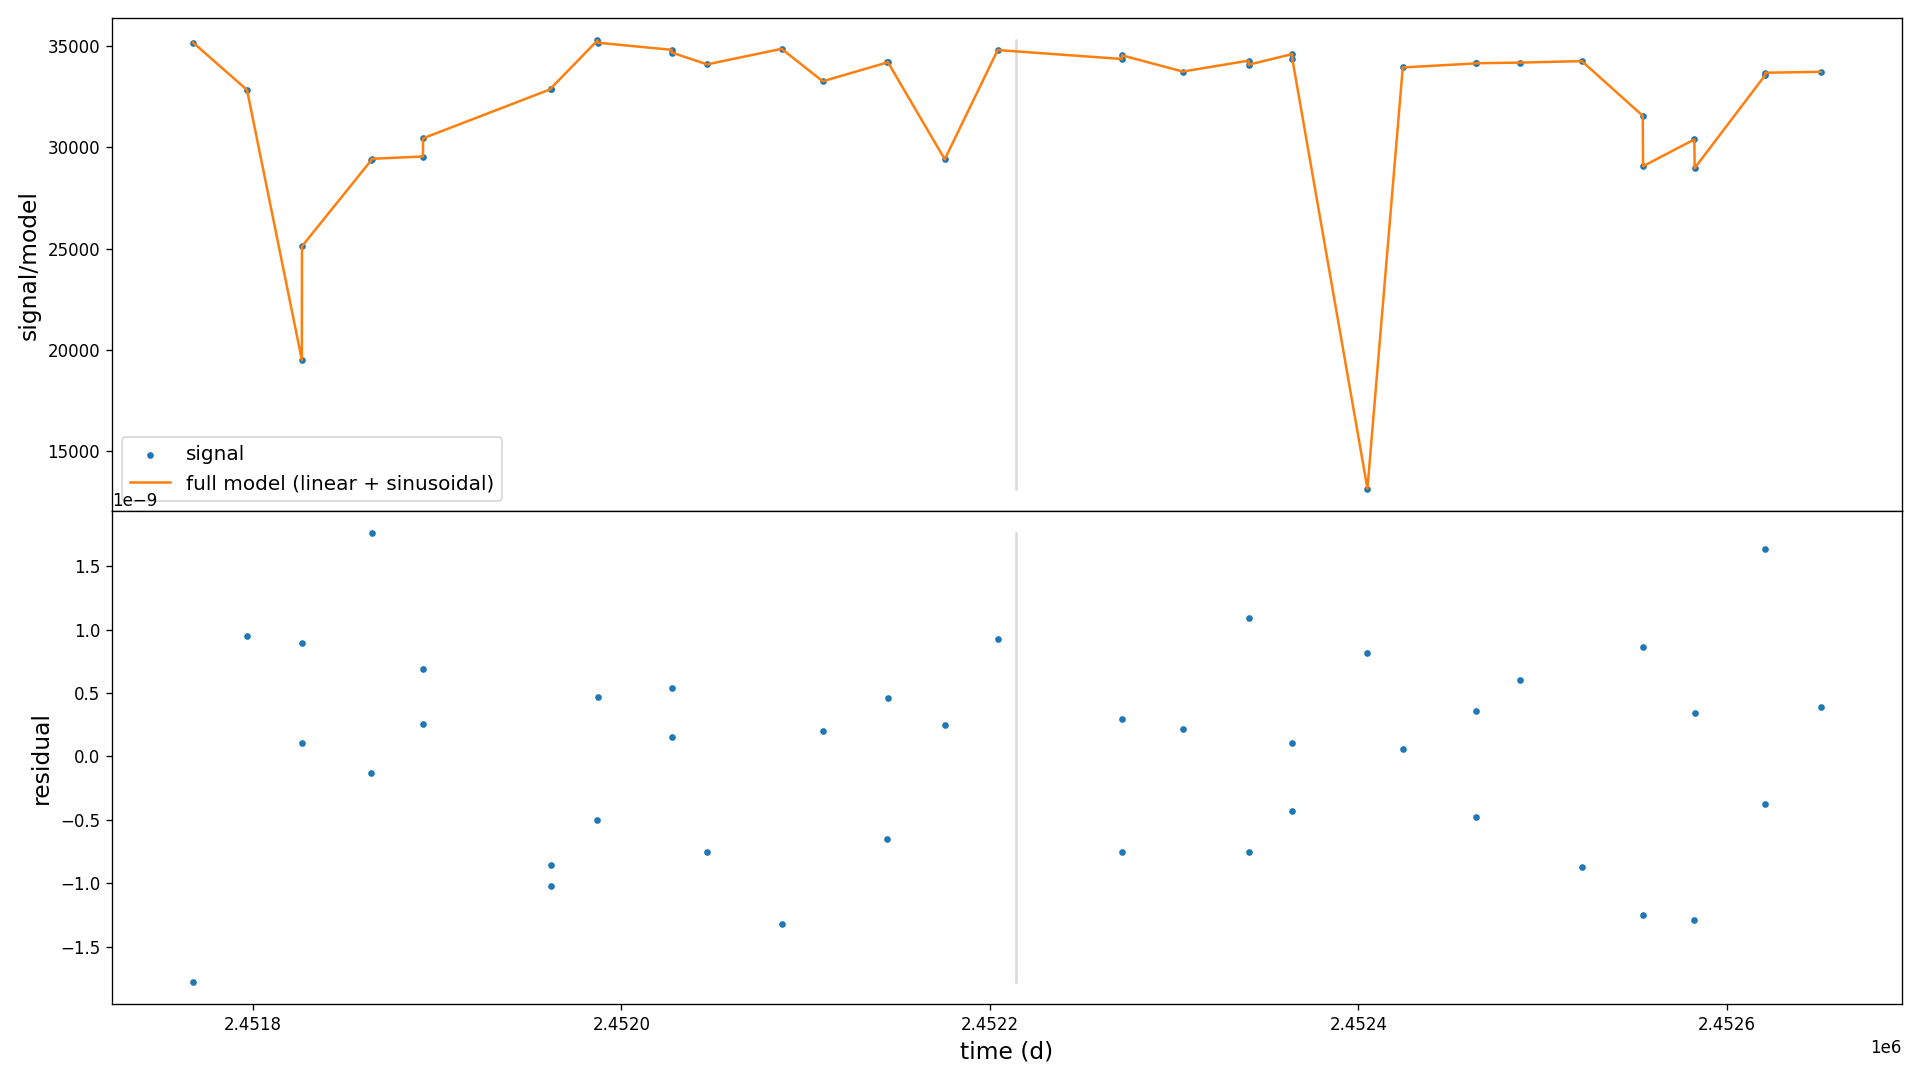 35000
30000
25000
20000
15000
signal/model
signal
full model (linear + sinusoidal)
1e−9
1.5
1.0
0.5
0.0
−0.5
−1.0
−1.5
residual
2.4518 2.4520 2.4522 2.4524 2.4526
1e6
time (d)